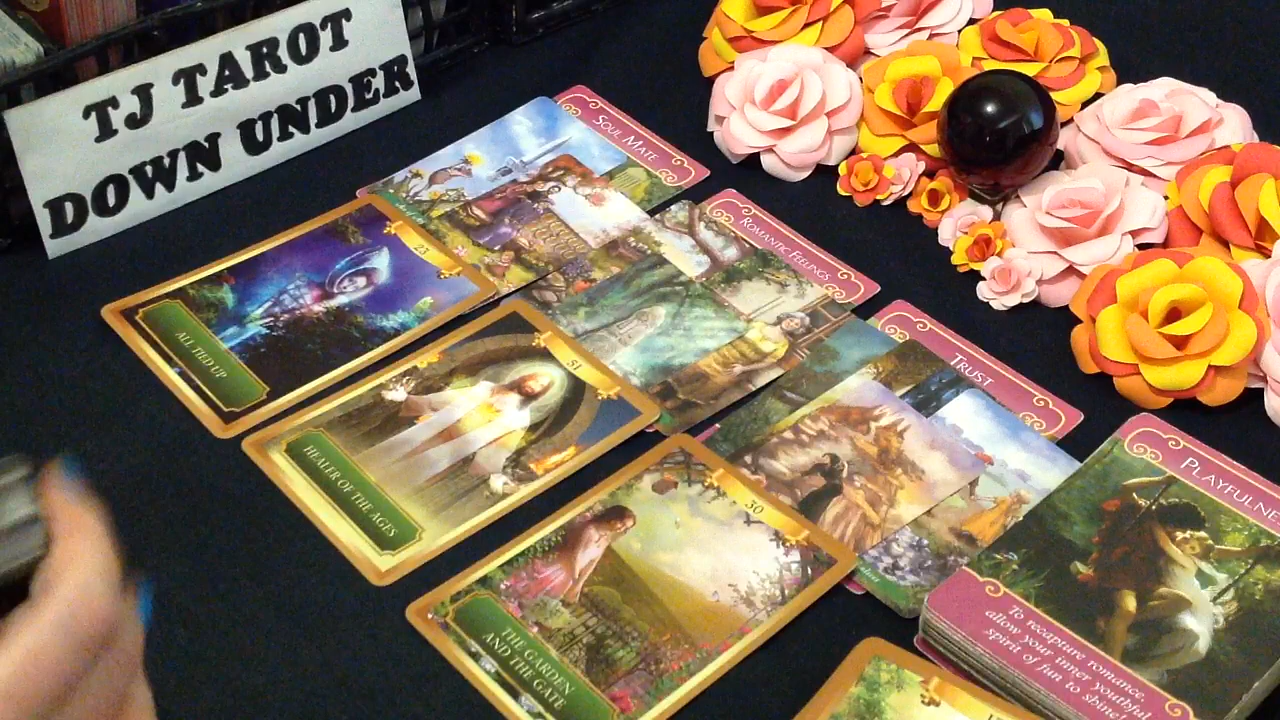 TJ TAROT
DOWN UNDER
SOUL MATE
ROMANTIC FEELINGS
TRUST
PLAYFULNE
To recapture romance,
allow your inner youthful
spirit of fun to shine!
23
ALL TIED UP
51
HEALER OF THE AGES
30
THE GARDEN
AND THE GATE